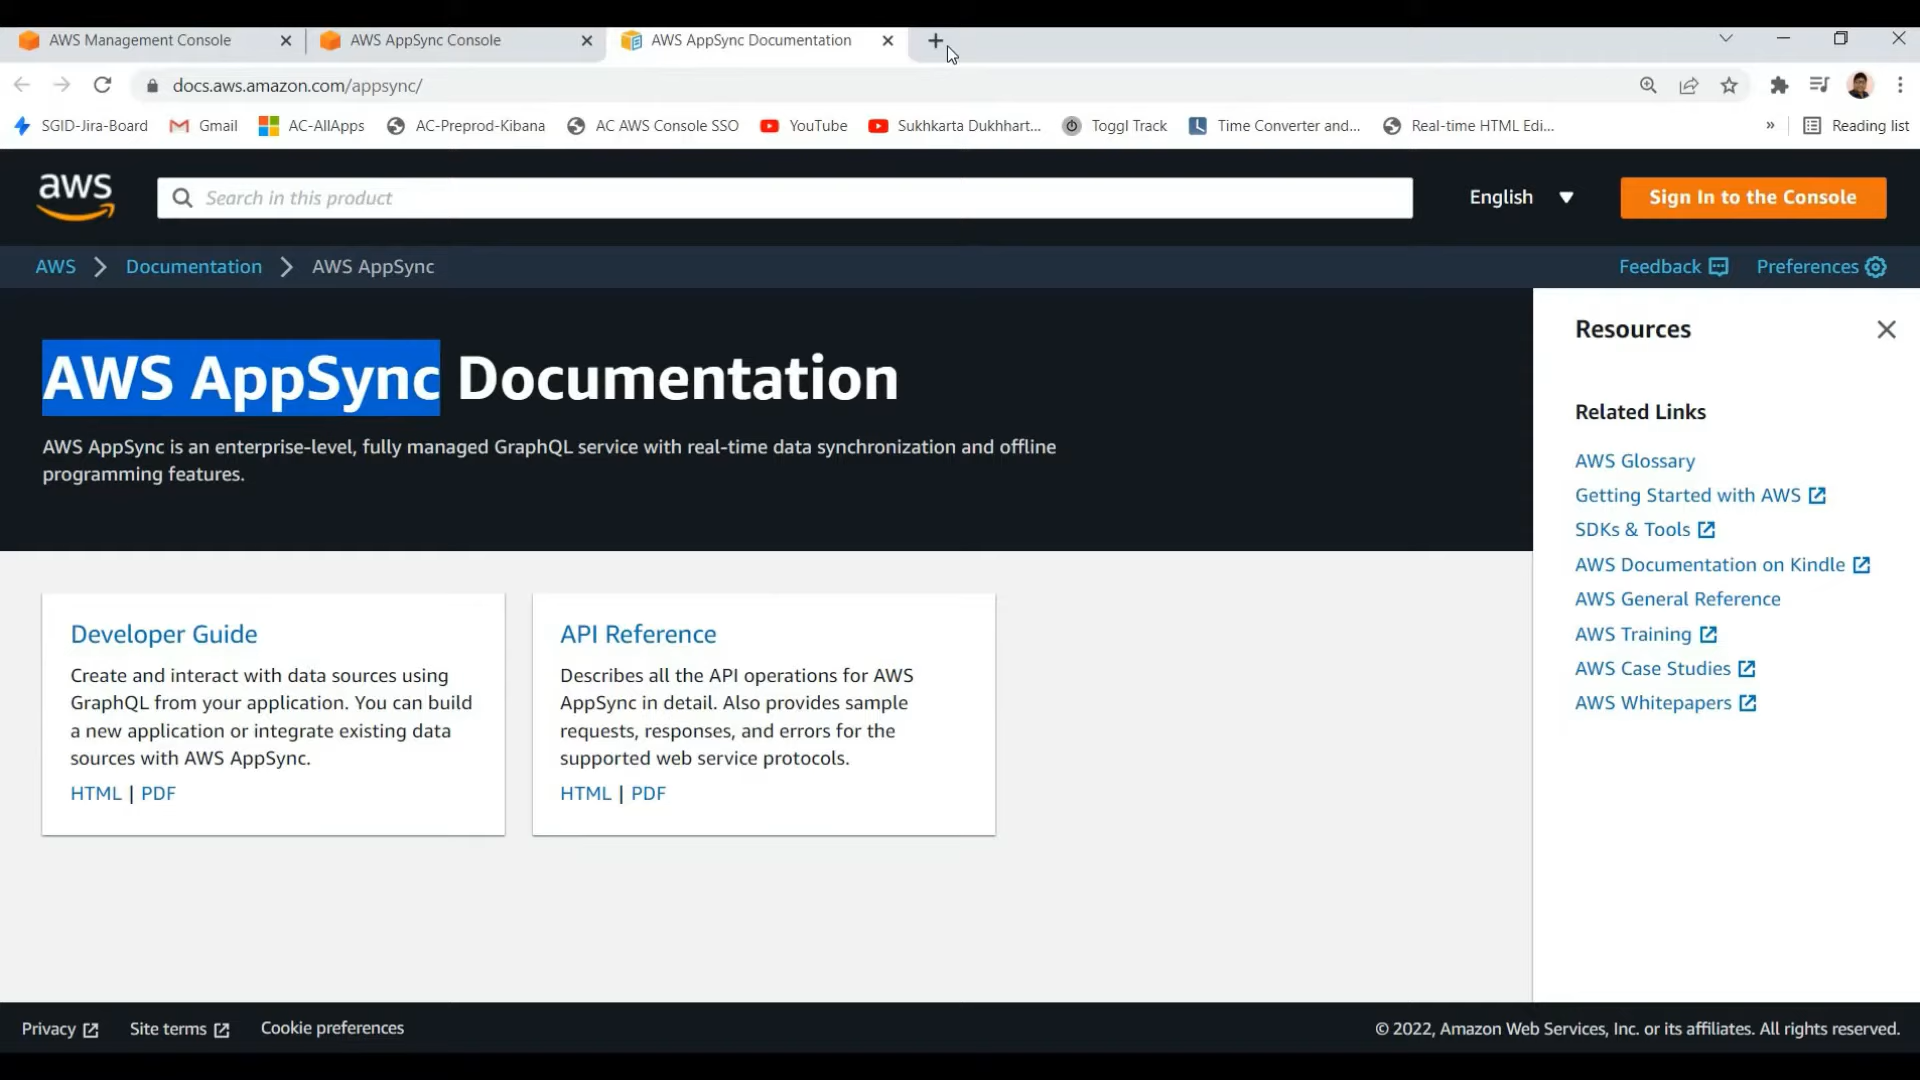 AWS Management Console
AWS AppSync Console
AWS AppSync Documentation
docs.aws.amazon.com/appsync/
SGID-Jira-Board
Gmail
AC-AllApps
AC-Preprod-Kibana
AC AWS Console SSO
YouTube
Sukhkarta Dukhhart...
Toggl Track
Time Converter and...
Real-time HTML Edi...
»
Reading list
aws
Search in this product
English
Sign In to the Console
AWS
Documentation
AWS AppSync
Feedback
Preferences
AWS AppSync Documentation
AWS AppSync is an enterprise-level, fully managed GraphQL service with real-time data synchronization and offline
programming features.
Developer Guide
Create and interact with data sources using
GraphQL from your application. You can build
a new application or integrate existing data
sources with AWS AppSync.
HTML | PDF
API Reference
Describes all the API operations for AWS
AppSync in detail. Also provides sample
requests, responses, and errors for the
supported web service protocols.
HTML | PDF
Resources
Related Links
AWS Glossary
Getting Started with AWS
SDKs & Tools
AWS Documentation on Kindle
AWS General Reference
AWS Training
AWS Case Studies
AWS Whitepapers
Privacy
Site terms
Cookie preferences
© 2022, Amazon Web Services, Inc. or its affiliates. All rights reserved.